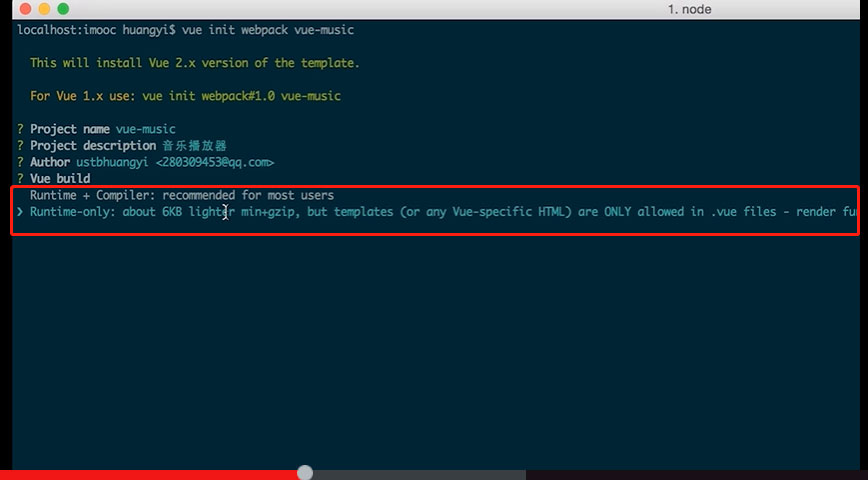 1. node
localhost:imooc huangyi$ vue init webpack vue-music
This will install Vue 2.x version of the template.
For Vue 1.x use: vue init webpack#1.0 vue-music
? Project name vue-music
? Project description 音乐播放器
? Author ustbhuangyi <280309453@qq.com>
? Vue build
Runtime + Compiler: recommended for most users
❯ Runtime-only: about 6KB lighter min+gzip, but templates (or any Vue-specific HTML) are ONLY allowed in .vue files - render fu